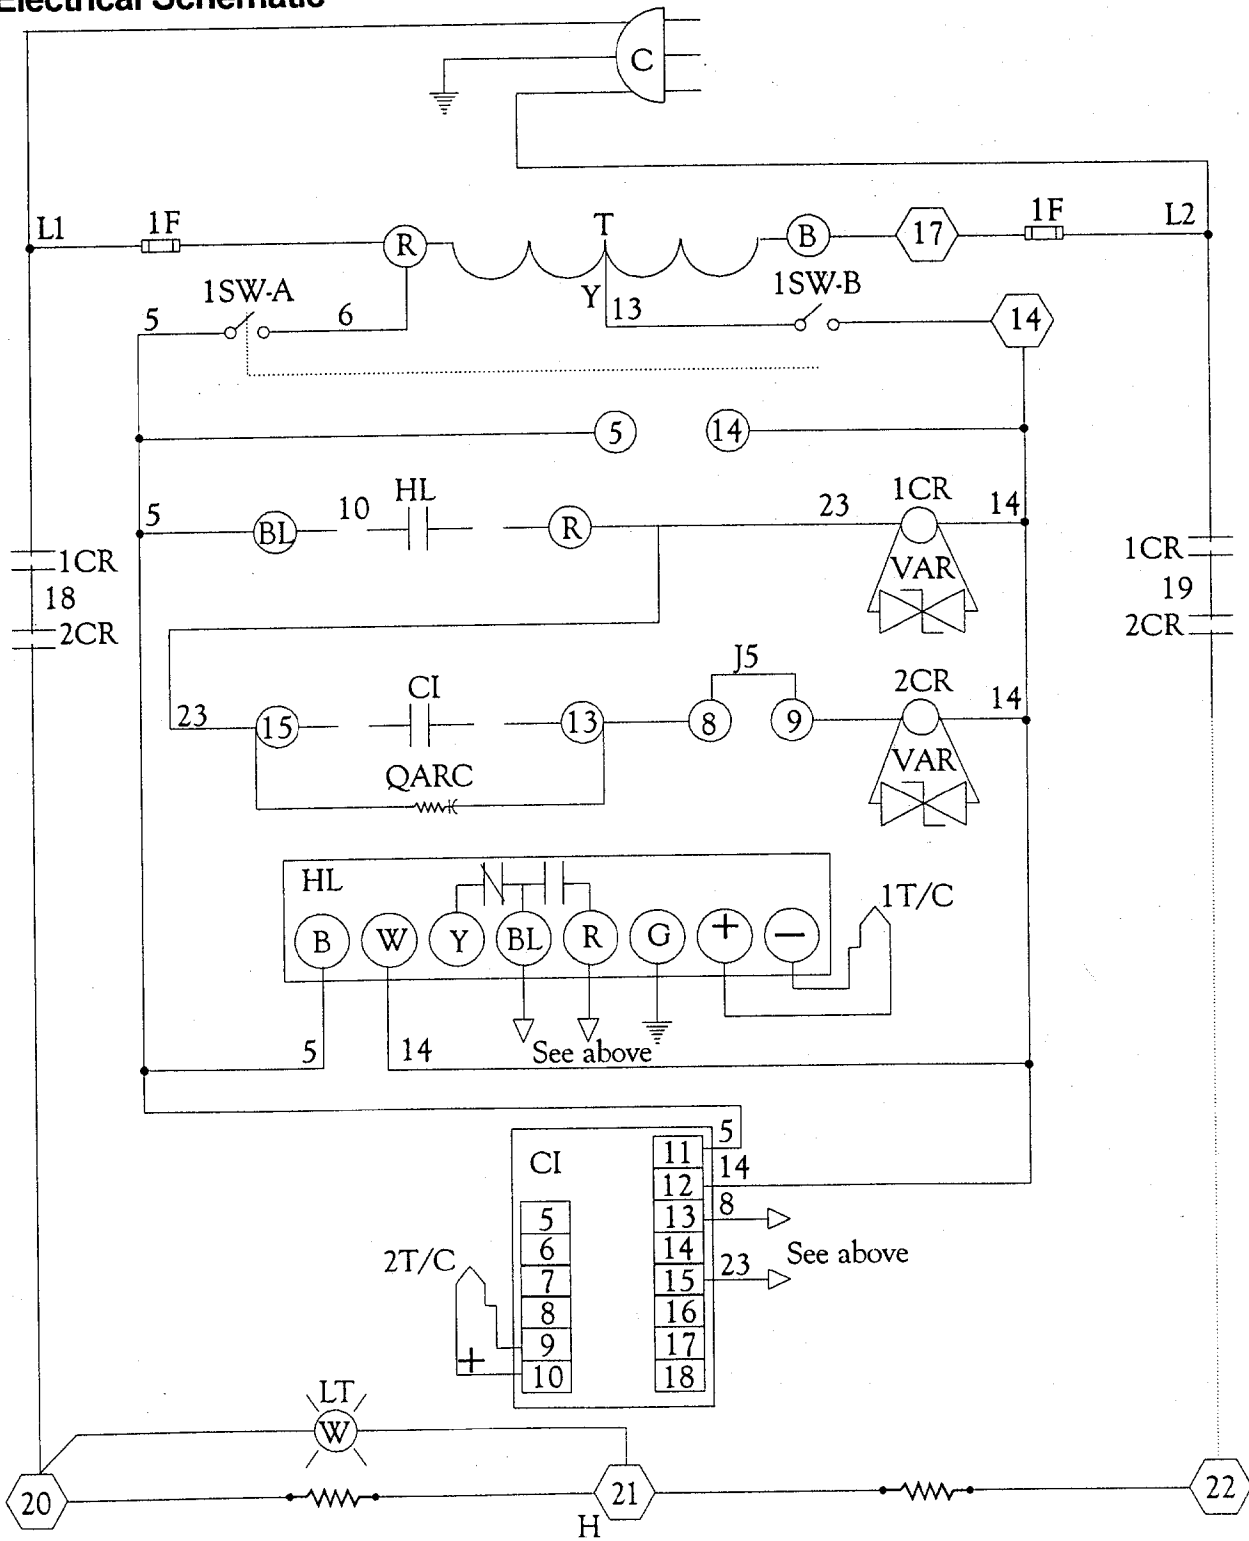 Electrical Schematic
C
L1
1F
R
T
B
17
1F
L2
1SW-A
Y
13
1SW-B
5
6
14
5
14
5
10
HL
BL
R
23
1CR
14
VAR
1CR
18
2CR
1CR
19
2CR
23
15
CI
13
J5
8
9
2CR
14
VAR
QARC
HL
B
W
Y
BL
R
G
+
−
1T/C
5
14
See above
CI
5
14
8
23
11
12
13
14
15
16
17
18
See above
5
6
7
8
9
10
2T/C
+
LT
W
20
21
H
22